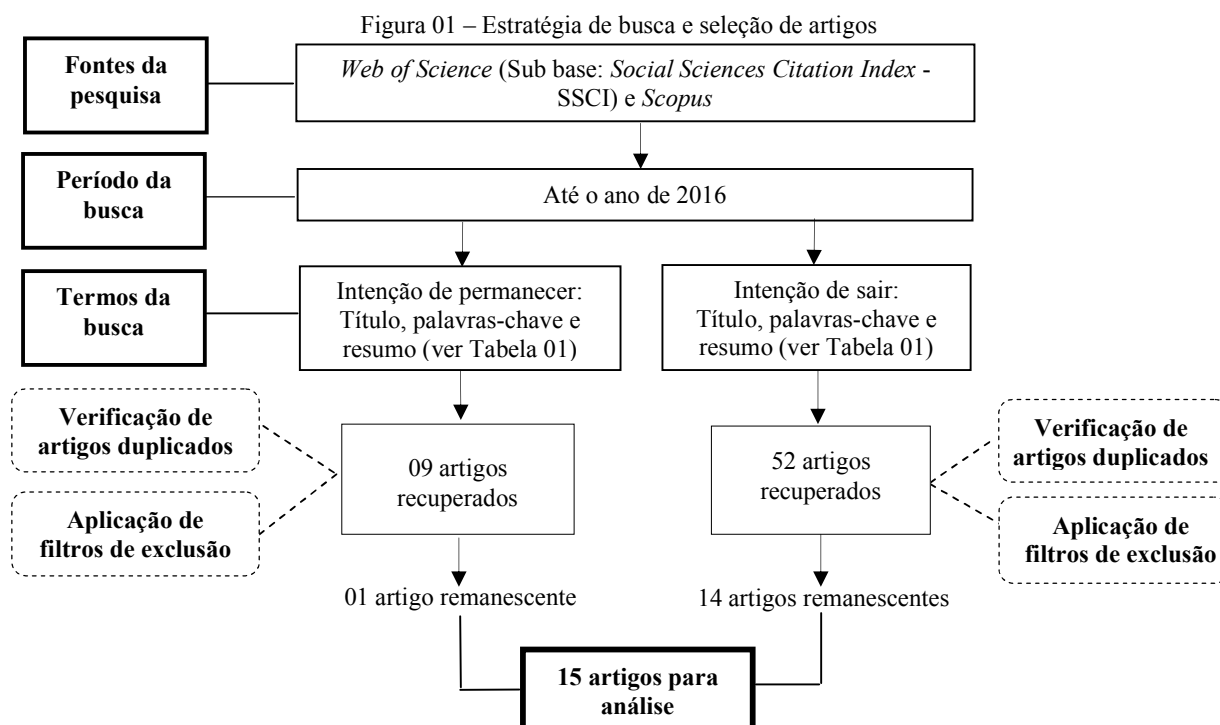 Figura 01 – Estratégia de busca e seleção de artigos
Fontes da
pesquisa
Web of Science (Sub base: Social Sciences Citation Index -
SSCI) e Scopus
Período da
busca
Até o ano de 2016
Termos da
busca
Intenção de permanecer:
Título, palavras-chave e
resumo (ver Tabela 01)
Intenção de sair:
Título, palavras-chave e
resumo (ver Tabela 01)
Verificação de
artigos duplicados
Aplicação de
filtros de exclusão
09 artigos
recuperados
52 artigos
recuperados
Verificação de
artigos duplicados
Aplicação de
filtros de exclusão
01 artigo remanescente
14 artigos remanescentes
15 artigos para
análise